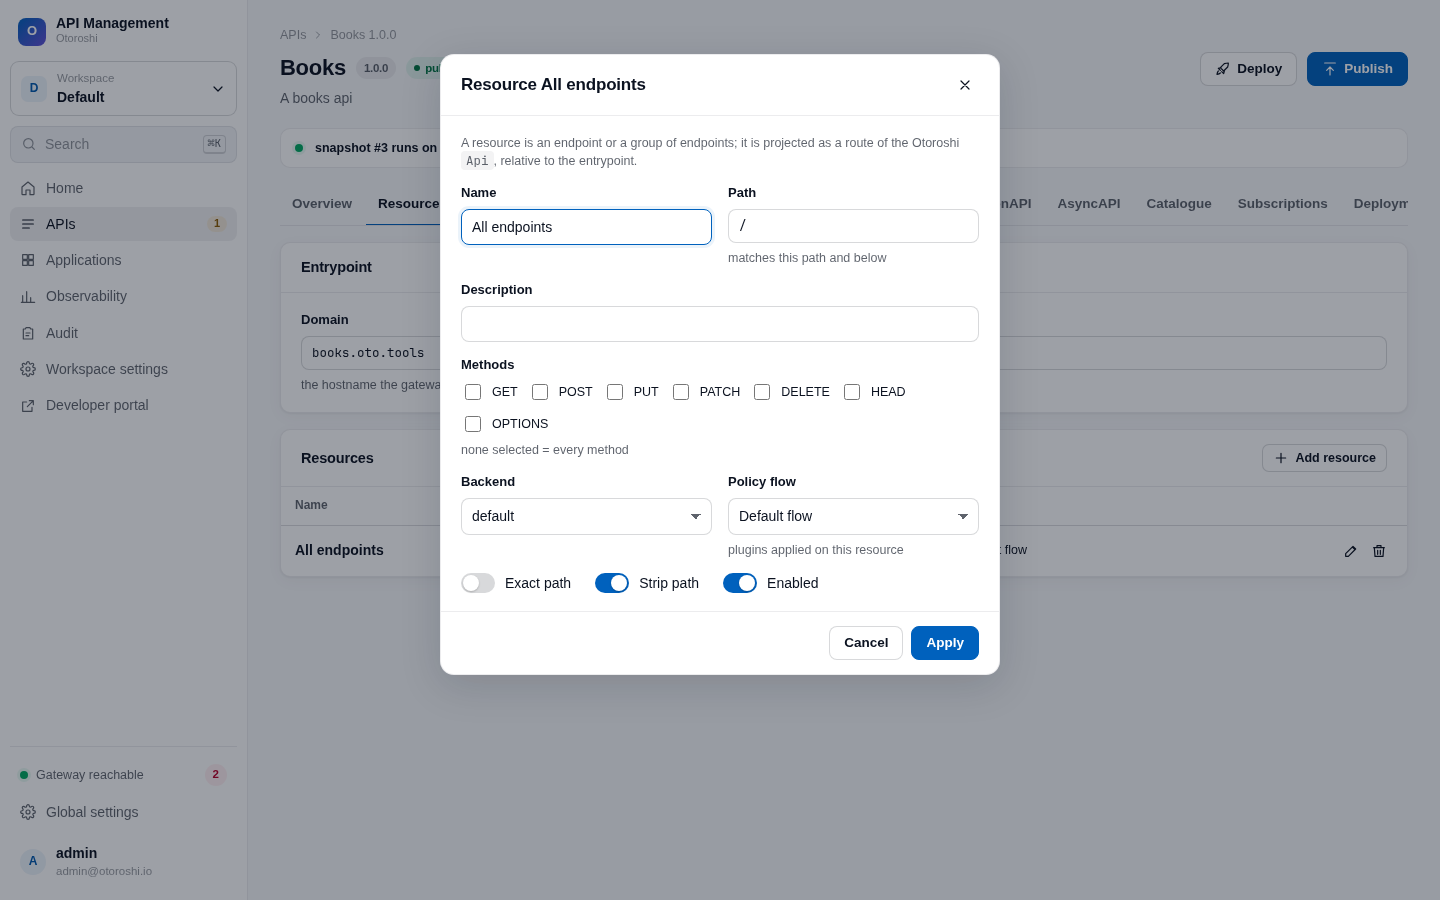 O
API Management
Otoroshi
D
Workspace
Default
Search
⌘K
Home
APIs
1
Applications
Observability
Audit
Workspace settings
Developer portal
Gateway reachable
2
Global settings
A
admin
admin@otoroshi.io
APIs
Books 1.0.0
Books
1.0.0
Deploy
Publish
A books api
snapshot #3 runs on
Overview
AsyncAPI
Catalogue
Subscriptions
Entrypoint
Domain
books.oto.tools
the hostname the
Resources
Add resource
Name
All endpoints
flow
Resource All endpoints
A resource is an endpoint or a group of endpoints; it is projected as a route of the Otoroshi
Api, relative to the entrypoint.
Name
Path
All endpoints
/
matches this path and below
Description
Methods
GET POST PUT PATCH DELETE HEAD
OPTIONS
none selected = every method
Backend
Policy flow
default
Default flow
plugins applied on this resource
Exact path
Strip path
Enabled
Cancel
Apply